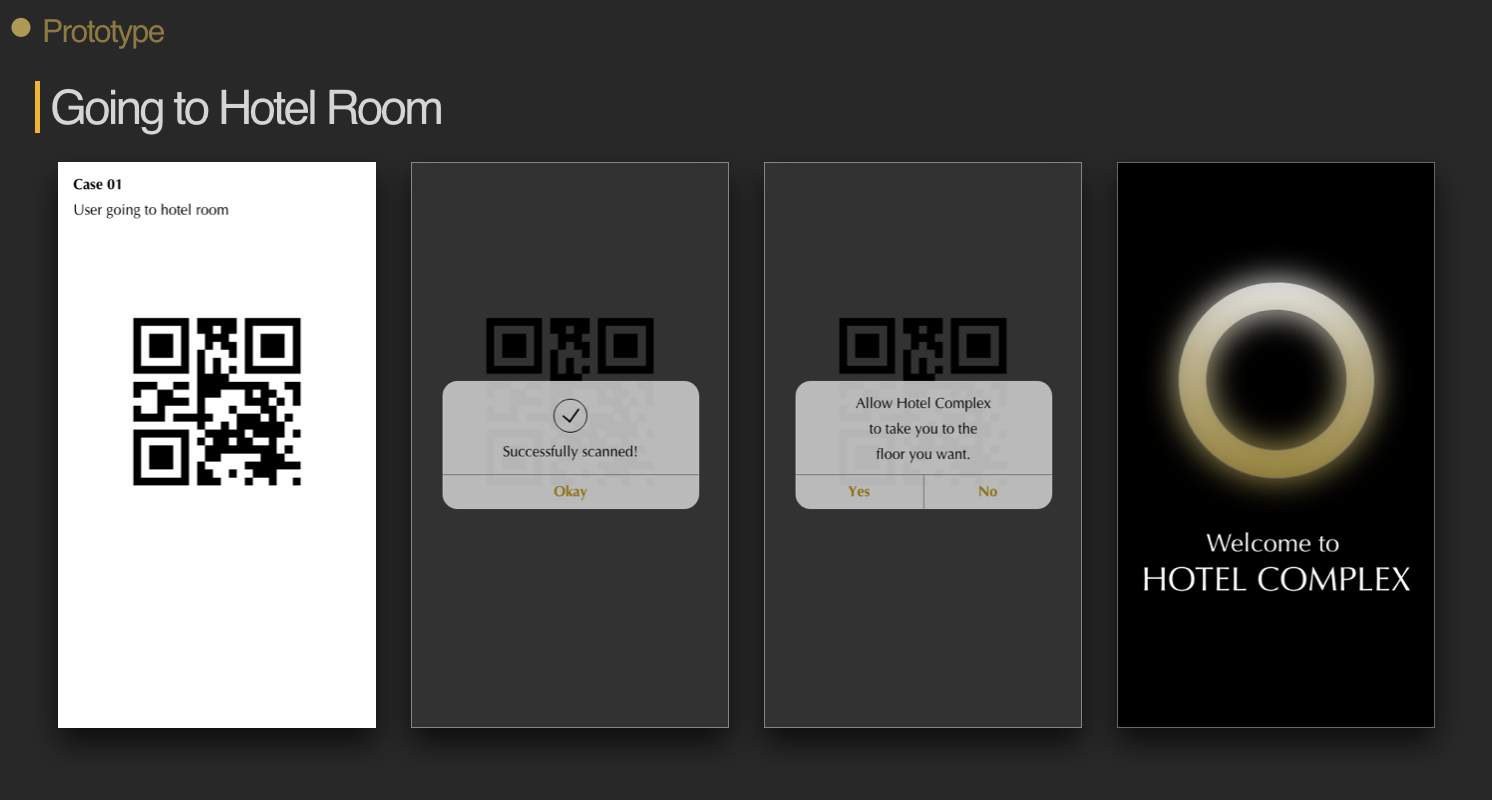 Prototype
Going to Hotel Room
Case 01
User going to hotel room
Successfully scanned!
Okay
Allow Hotel Complex
to take you to the
floor you want.
Yes
No
Welcome to
HOTEL COMPLEX